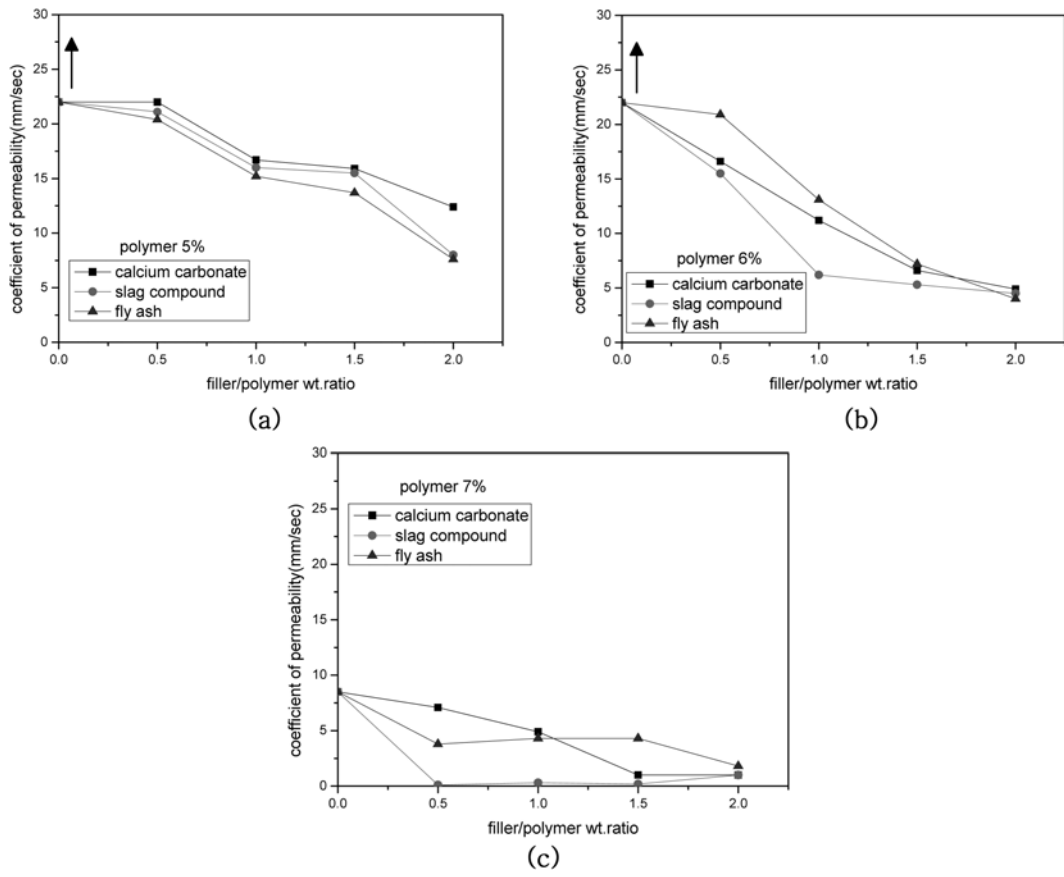 30
25
20
15
10
5
0
coefficient of permeability(mm/sec)
polymer 5%
calcium carbonate
slag compound
fly ash
0.0 0.5 1.0 1.5 2.0
filler/polymer wt.ratio
(a)
30
25
20
15
10
5
0
coefficient of permeability(mm/sec)
polymer 6%
calcium carbonate
slag compound
fly ash
0.0 0.5 1.0 1.5 2.0
filler/polymer wt.ratio
(b)
30
25
20
15
10
5
0
coefficient of permeability(mm/sec)
polymer 7%
calcium carbonate
slag compound
fly ash
0.0 0.5 1.0 1.5 2.0
filler/polymer wt.ratio
(c)